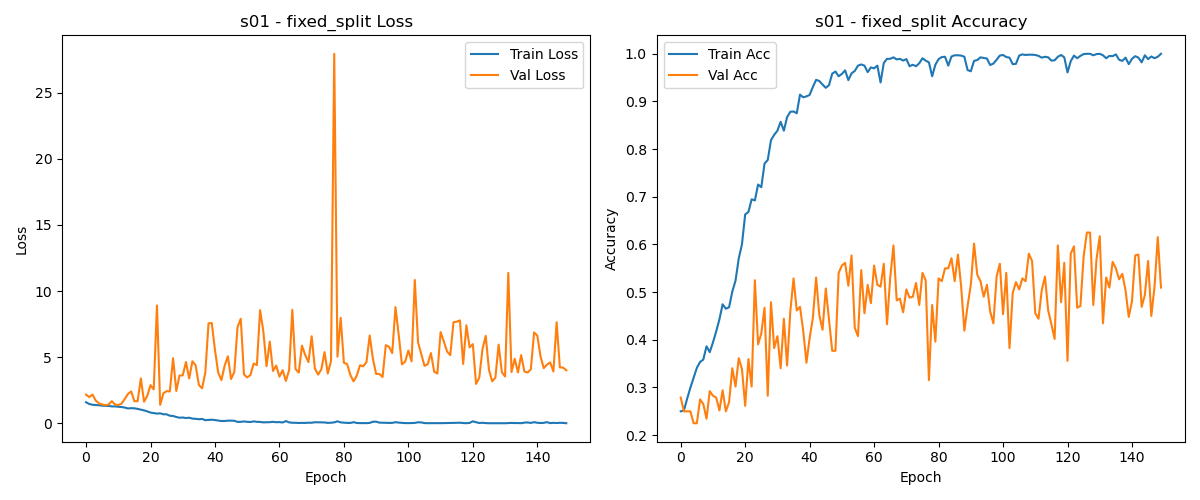 s01 - fixed_split Loss
Train Loss
Val Loss
25
20
15
10
5
0
Loss
0 20 40 60 80 100 120 140
Epoch
s01 - fixed_split Accuracy
Train Acc
Val Acc
1.0
0.9
0.8
0.7
0.6
0.5
0.4
0.3
0.2
Accuracy
0 20 40 60 80 100 120 140
Epoch